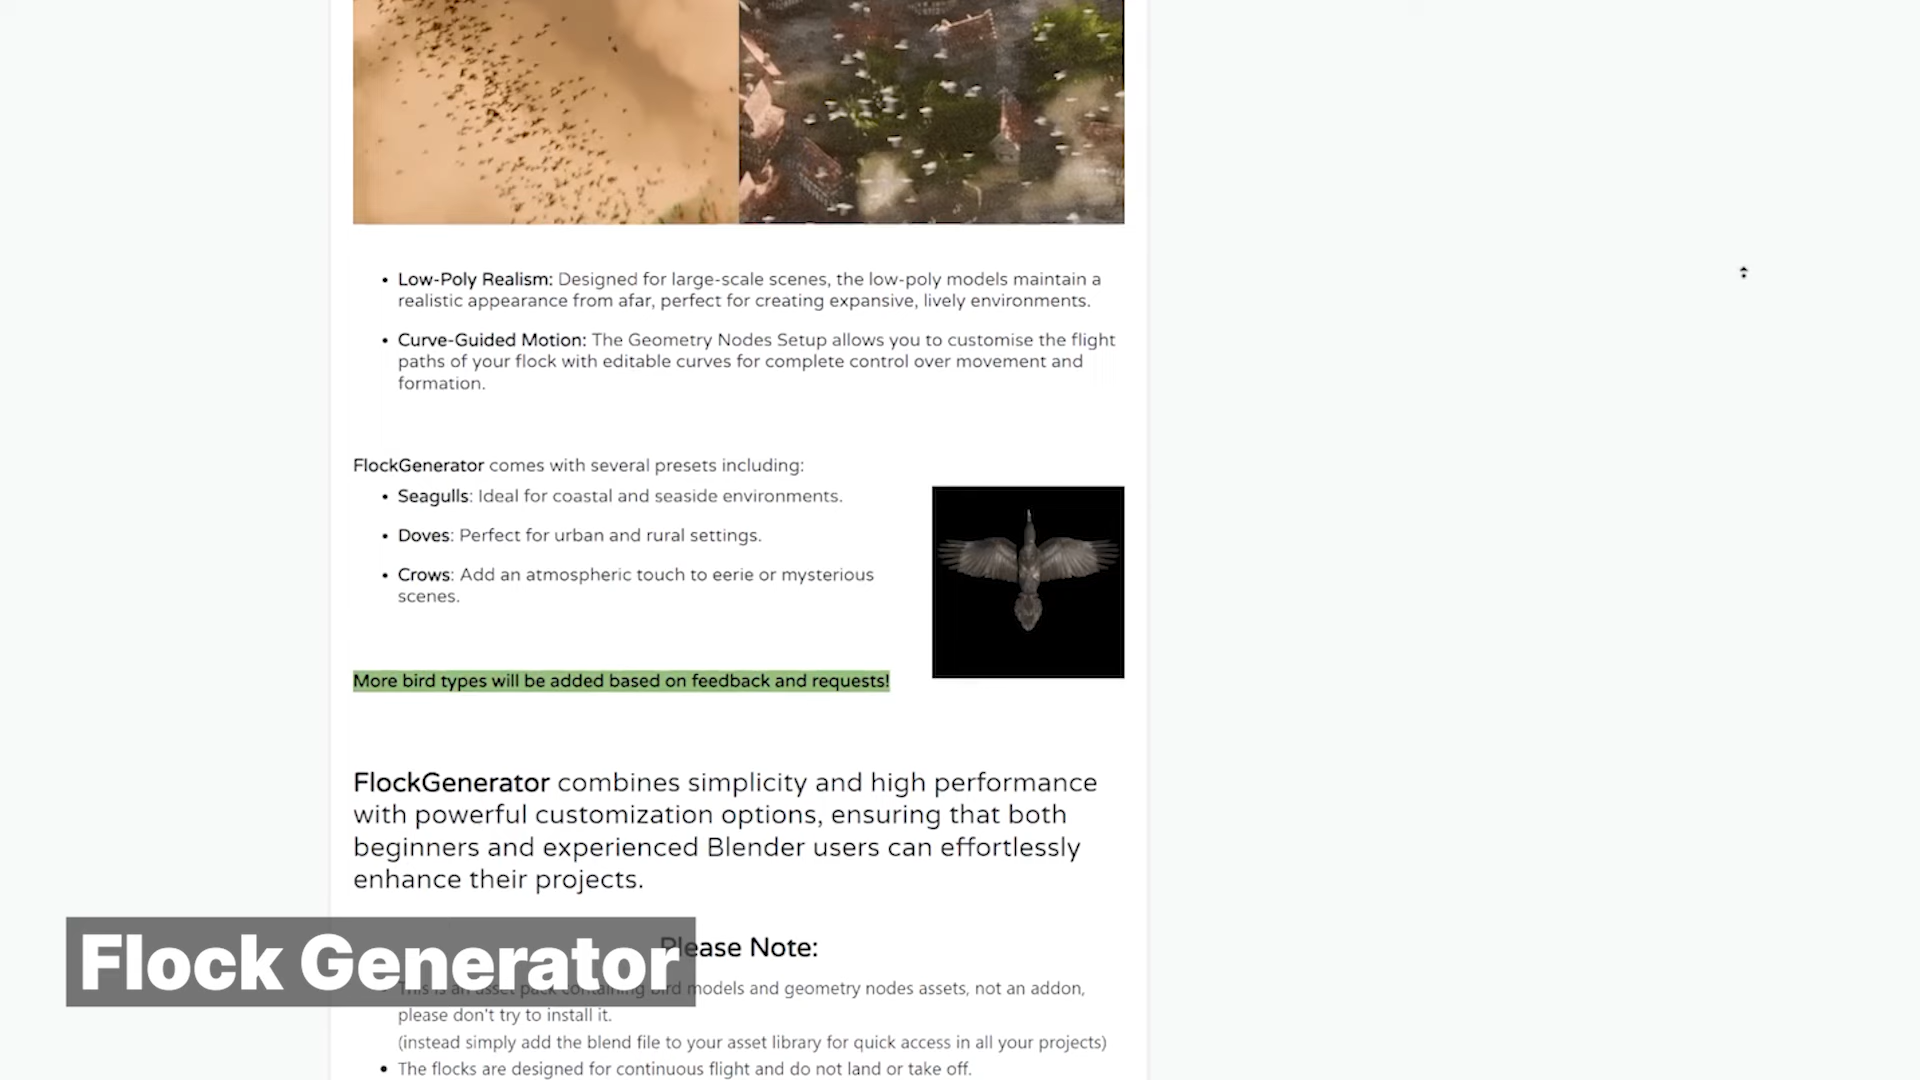 • Low-Poly Realism: Designed for large-scale scenes, the low-poly models maintain a
realistic appearance from afar, perfect for creating expansive, lively environments.
• Curve-Guided Motion: The Geometry Nodes Setup allows you to customise the flight
paths of your flock with editable curves for complete control over movement and
formation.
FlockGenerator comes with several presets including:
• Seagulls: Ideal for coastal and seaside environments.
• Doves: Perfect for urban and rural settings.
• Crows: Add an atmospheric touch to eerie or mysterious
scenes.
More bird types will be added based on feedback and requests!
FlockGenerator combines simplicity and high performance
with powerful customization options, ensuring that both
beginners and experienced Blender users can effortlessly
enhance their projects.
Please Note:
Flock Generator
• This is an asset pack containing bird models and geometry nodes assets, not an addon,
please don't try to install it.
(instead simply add the blend file to your asset library for quick access in all your projects)
• The flocks are designed for continuous flight and do not land or take off.